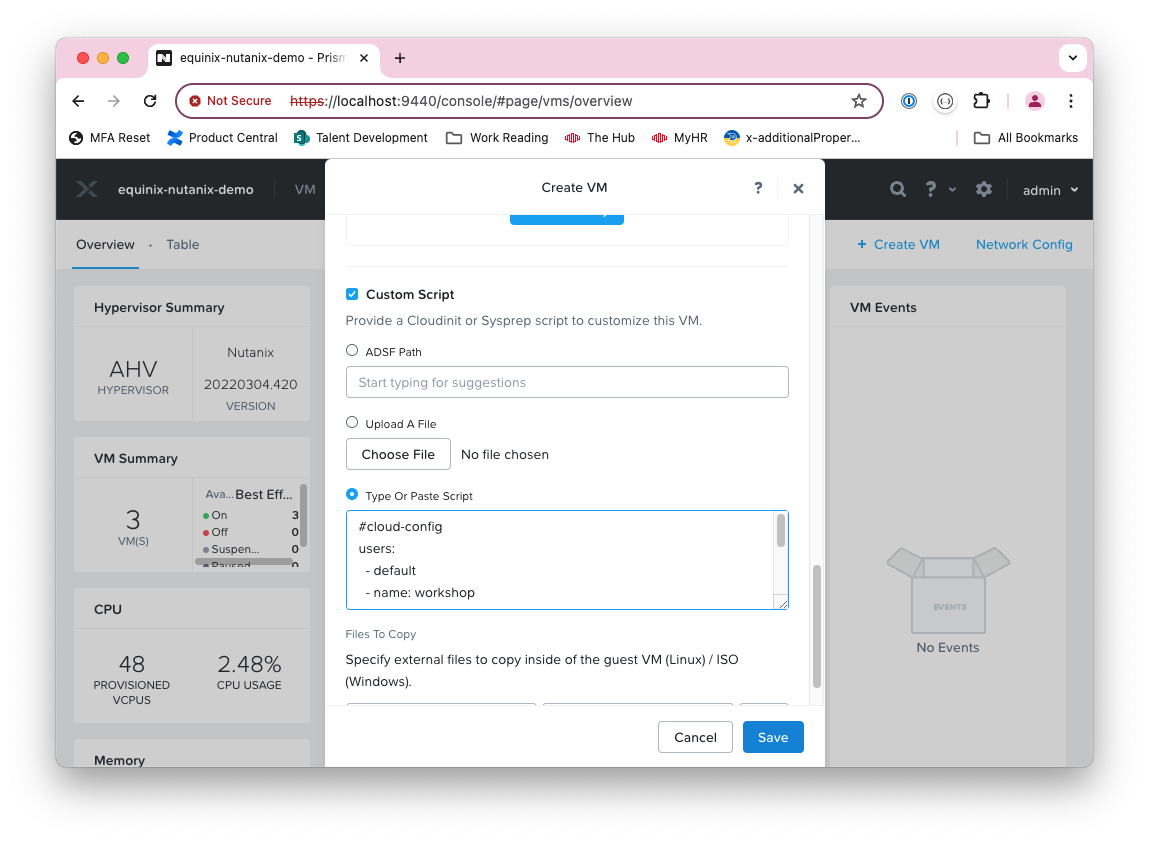 equinix-nutanix-demo - Prism
Not Secure https://localhost:9440/console/#page/vms/overview
MFA Reset Product Central Talent Development Work Reading The Hub MyHR x-additionalProper... All Bookmarks
equinix-nutanix-demo VM
? admin
Overview · Table
+ Create VM Network Config
Hypervisor Summary
AHV
HYPERVISOR
Nutanix
20220304.420
VERSION
VM Summary
3
VM(S)
Ava... Best Eff...
On 3
Off 0
Suspen... 0
Paused 0
CPU
48
PROVISIONED
VCPUS
2.48%
CPU USAGE
Memory
Create VM
?
Custom Script
Provide a Cloudinit or Sysprep script to customize this VM.
ADSF Path
Start typing for suggestions
Upload A File
Choose File No file chosen
Type Or Paste Script
#cloud-config
users:
- default
- name: workshop
Files To Copy
Specify external files to copy inside of the guest VM (Linux) / ISO
(Windows).
Cancel Save
VM Events
EVENTS
No Events